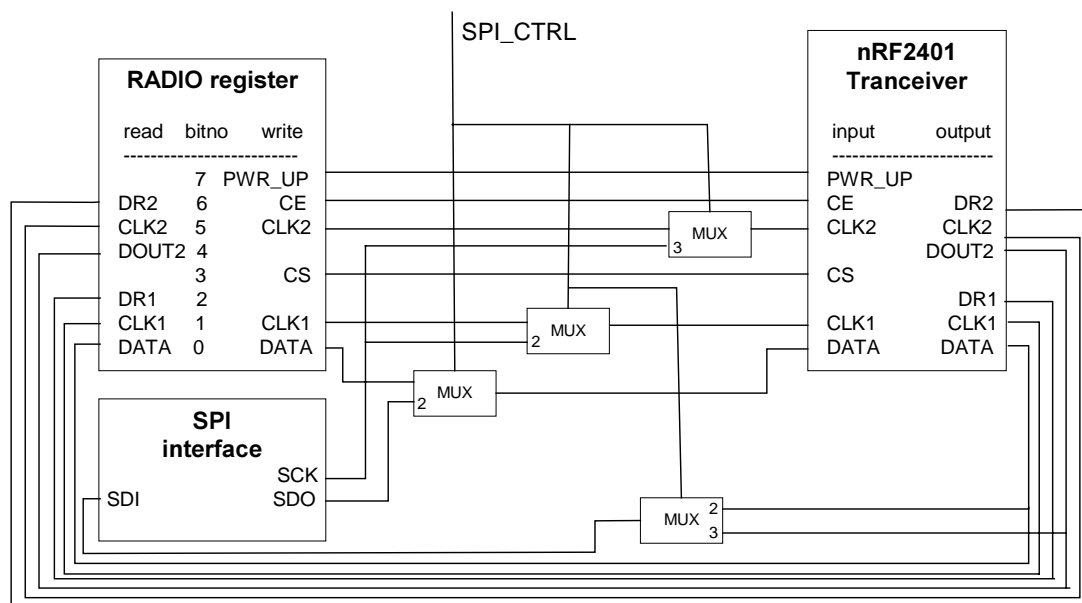 SPI_CTRL
RADIO register
read bitno write
---------------------------
7 PWR_UP
DR2 6 CE
CLK2 5 CLK2
DOUT2 4
3 CS
DR1 2
CLK1 1 CLK1
DATA 0 DATA
nRF2401
Tranceiver
input output
-------------------------
PWR_UP
CE DR2
CLK2 CLK2
DOUT2
CS
DR1
CLK1 CLK1
DATA DATA
MUX
3
MUX
2
MUX
2
SPI
interface
SCK
SDI SDO
MUX 2
3